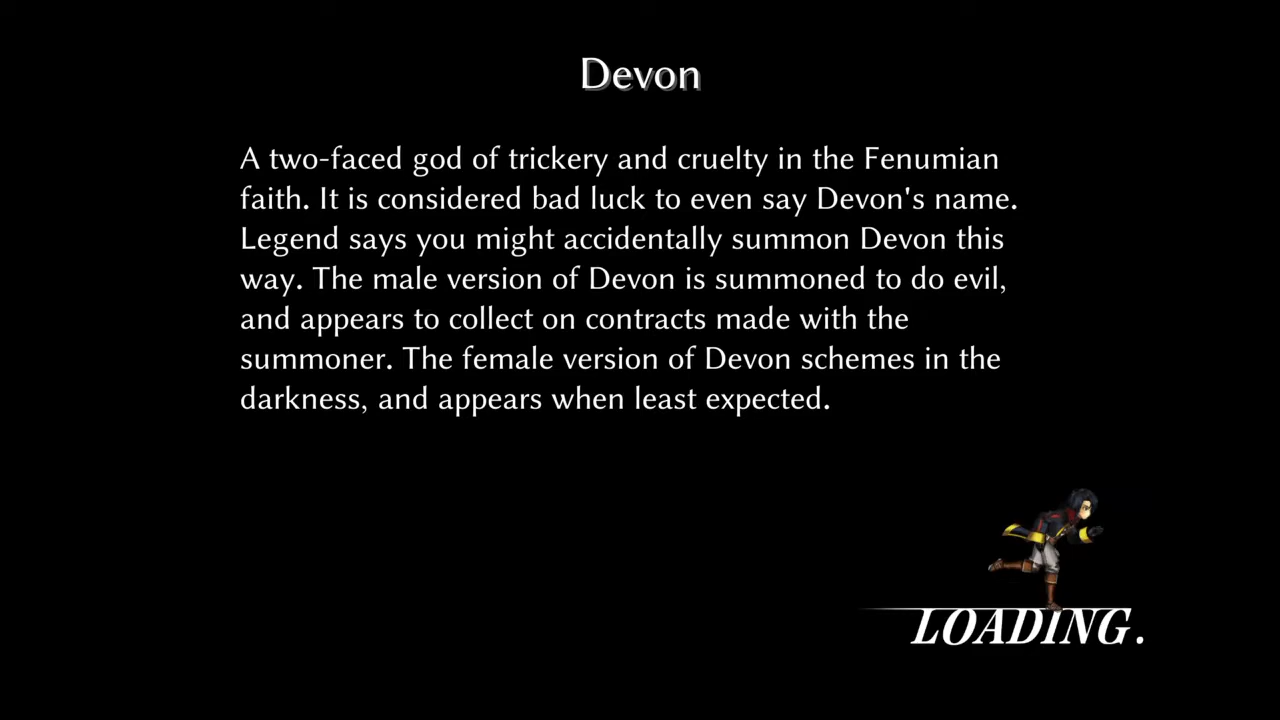 Devon
A two-faced god of trickery and cruelty in the Fenumian
faith. It is considered bad luck to even say Devon's name.
Legend says you might accidentally summon Devon this
way. The male version of Devon is summoned to do evil,
and appears to collect on contracts made with the
summoner. The female version of Devon schemes in the
darkness, and appears when least expected.
LOADING.